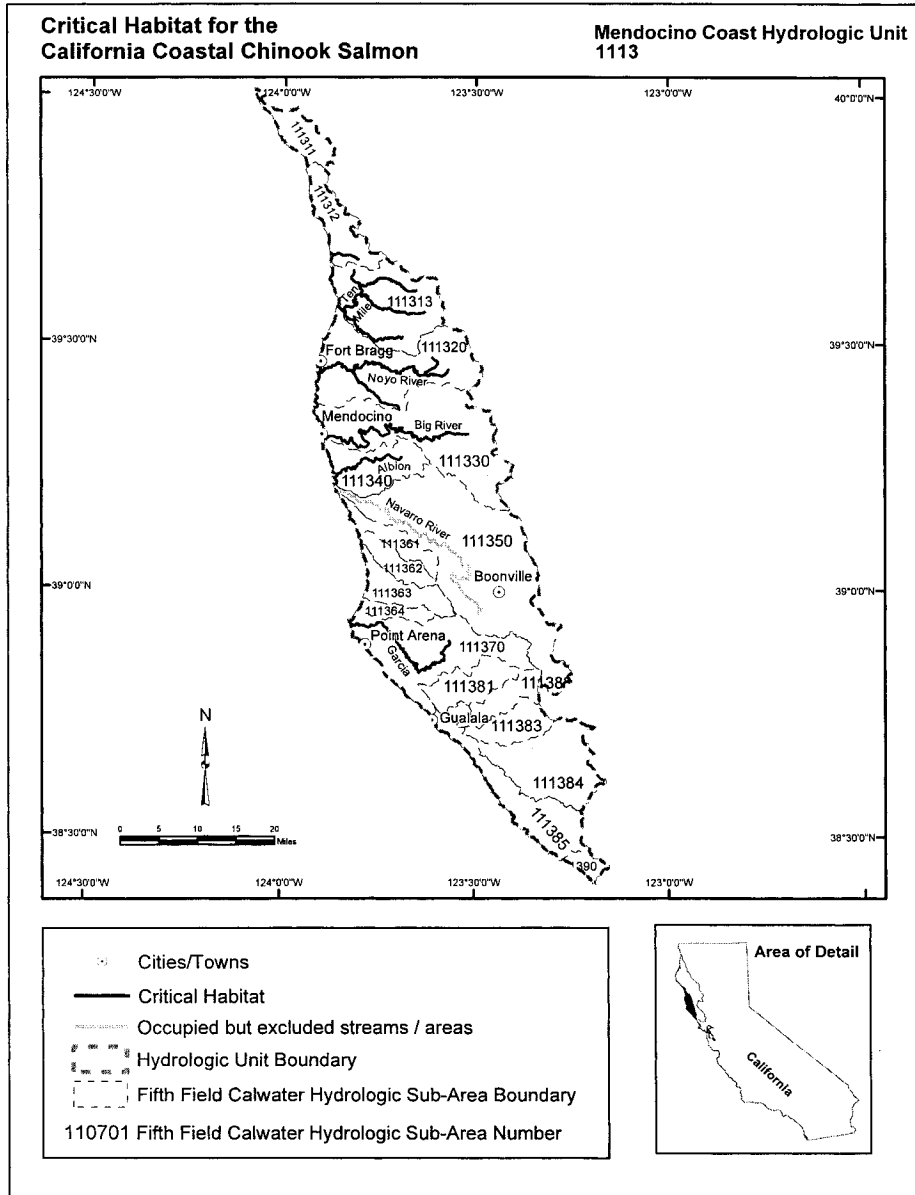 Critical Habitat for the
California Coastal Chinook Salmon
Mendocino Coast Hydrologic Unit
1113
124°30'0"W
124°0'0"W
123°30'0"W
123°0'0"W
40°0'0"N
111311
111312
Ten
Mile
111313
39°30'0"N
39°30'0"N
Fort Bragg
111320
Noyo River
Mendocino
Big River
111330
Albion
111340
Navarro River
111350
111361
111362
Boonville
39°0'0"N
39°0'0"N
111363
111364
Point Arena
Garcia
111370
111381
Gualala
111383
N
111384
38°30'0"N
38°30'0"N
111385
390
0 5 10 15 20
Miles
124°30'0"W
124°0'0"W
123°30'0"W
123°0'0"W
Cities/Towns
Critical Habitat
Occupied but excluded streams / areas
Hydrologic Unit Boundary
Fifth Field Calwater Hydrologic Sub-Area Boundary
110701 Fifth Field Calwater Hydrologic Sub-Area Number
Area of Detail
California